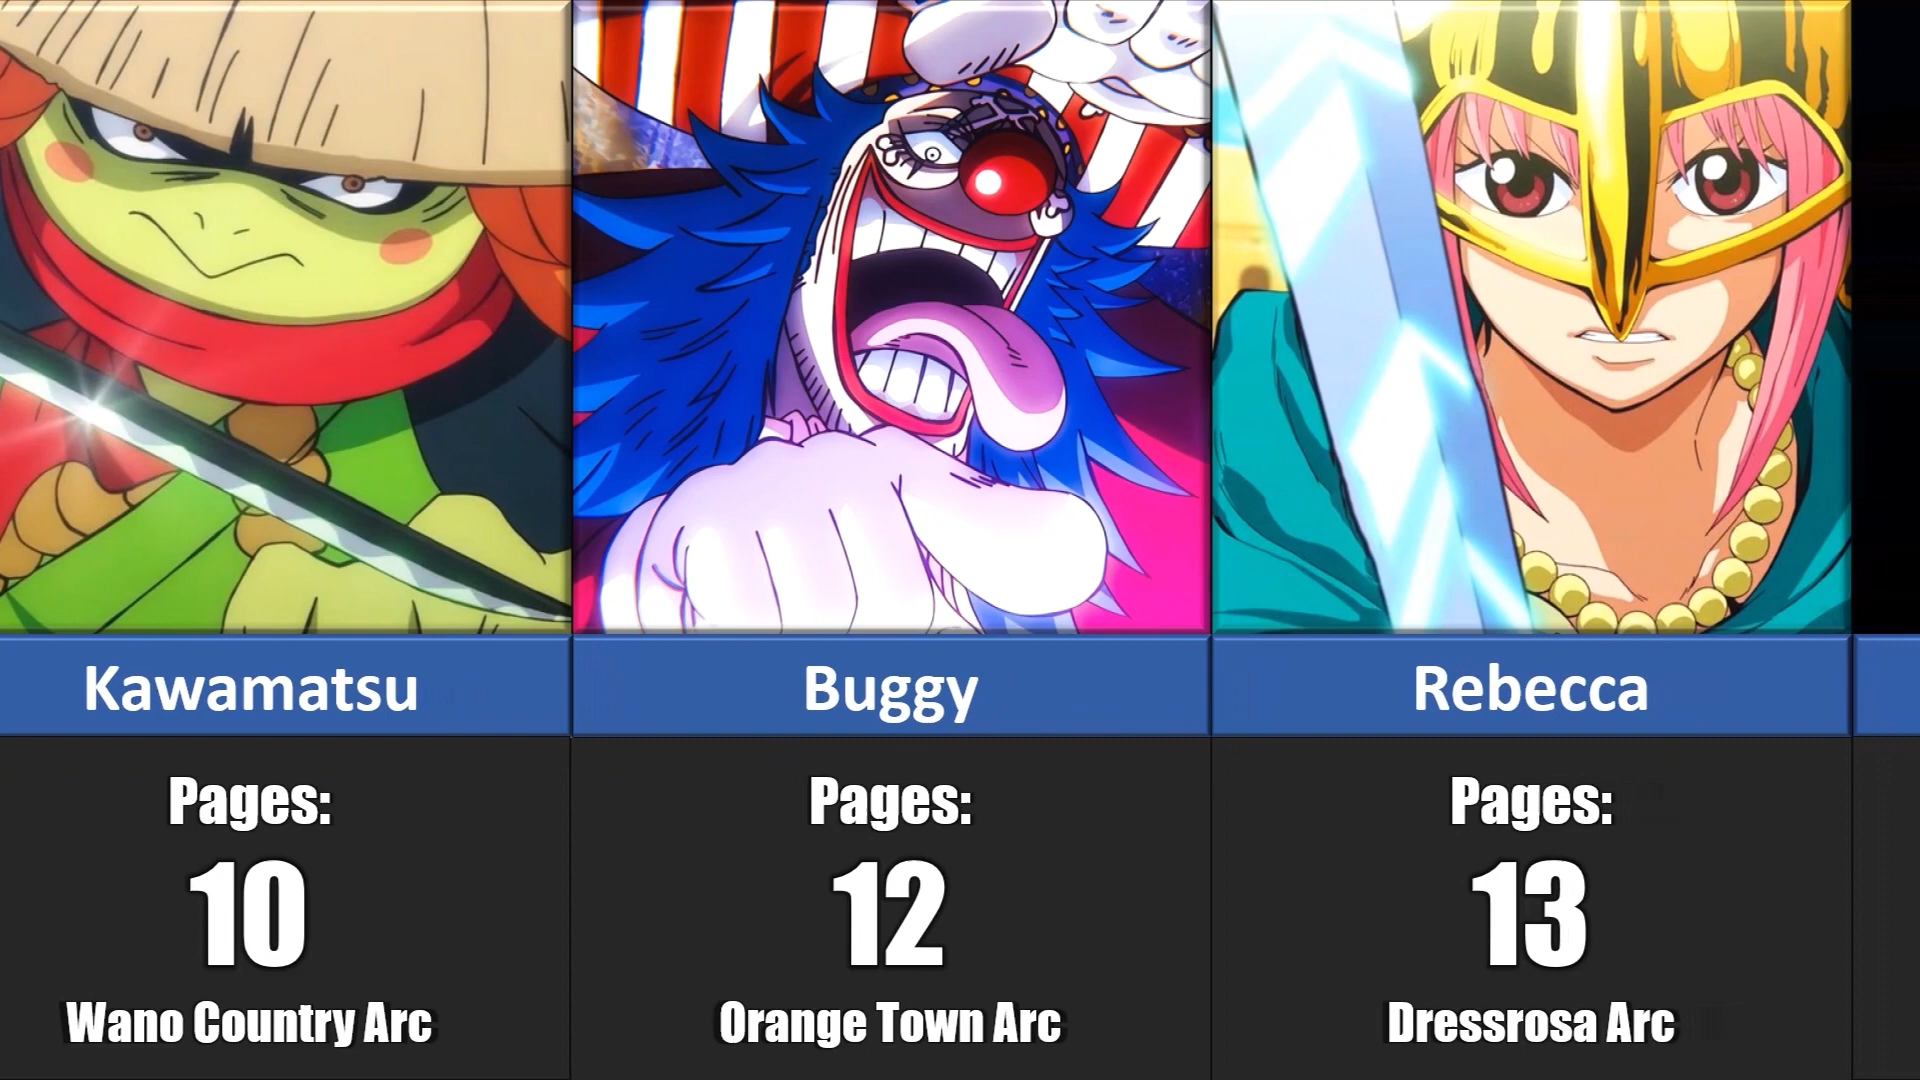 Kawamatsu
Pages:
10
Wano Country Arc
Buggy
Pages:
12
Orange Town Arc
Rebecca
Pages:
13
Dressrosa Arc